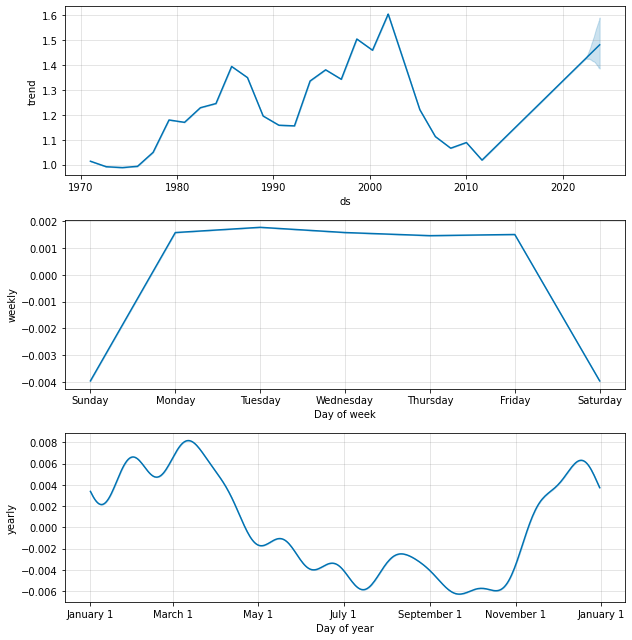 1.6
1.5
1.4
1.3
1.2
1.1
1.0
trend
1970 1980 1990 2000 2010 2020
ds
0.002
0.001
0.000
−0.001
−0.002
−0.003
−0.004
weekly
Sunday Monday Tuesday Wednesday Thursday Friday Saturday
Day of week
0.008
0.006
0.004
0.002
0.000
−0.002
−0.004
−0.006
yearly
January 1 March 1 May 1 July 1 September 1 November 1 January 1
Day of year